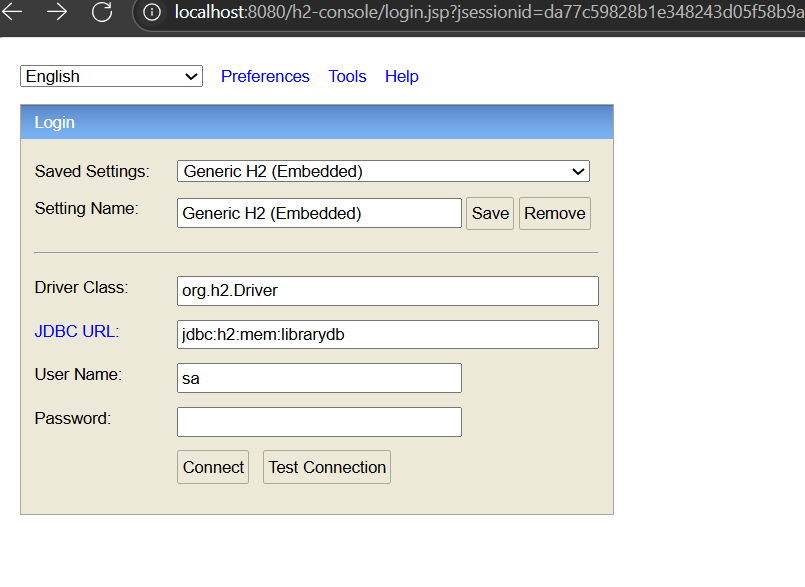 localhost:8080/h2-console/login.jsp?jsessionid=da77c59828b1e348243d05f58b9a
English Preferences Tools Help
Login
Saved Settings: Generic H2 (Embedded)
Setting Name: Generic H2 (Embedded) Save Remove
Driver Class: org.h2.Driver
JDBC URL: jdbc:h2:mem:librarydb
User Name: sa
Password:
Connect Test Connection